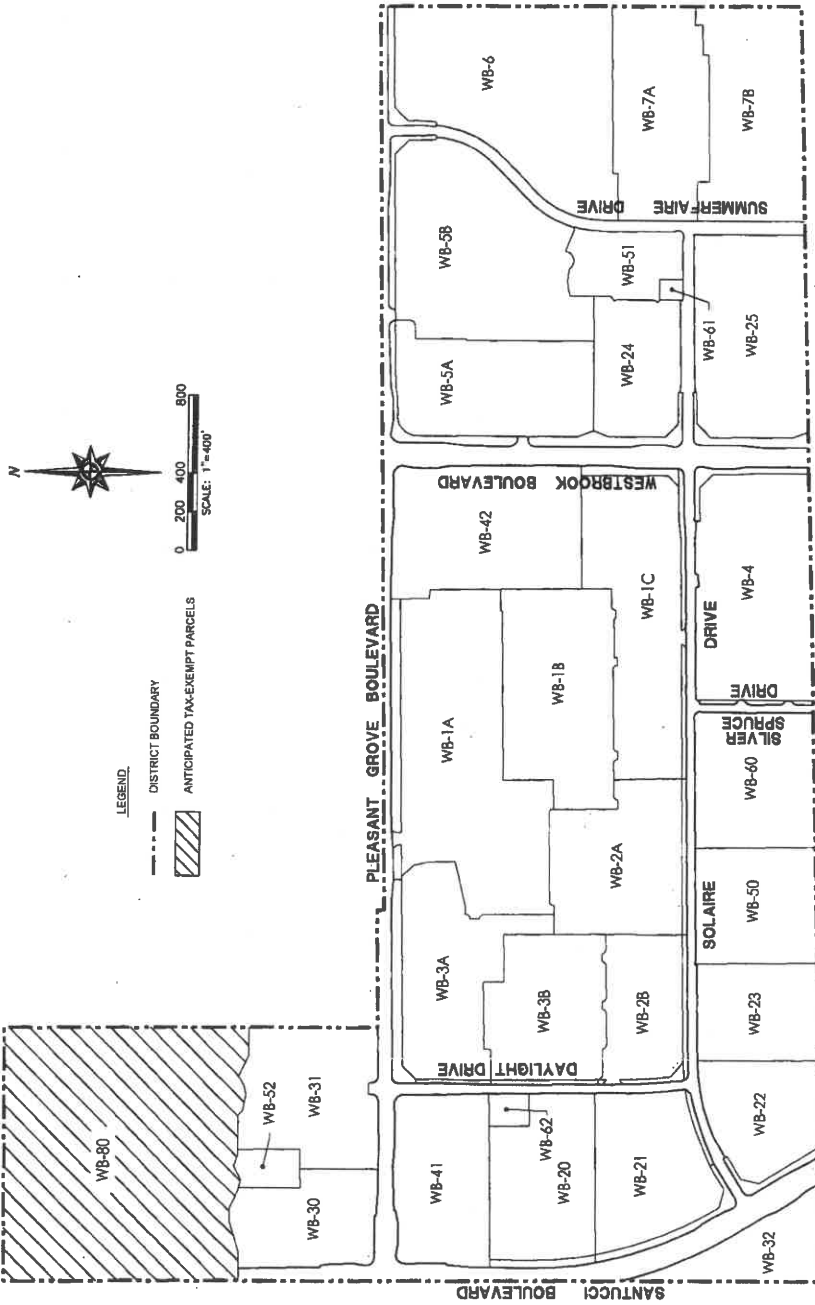 N
0 200 400 800
SCALE: 1"=400'
LEGEND
DISTRICT BOUNDARY
ANTICIPATED TAX-EXEMPT PARCELS
WB-80
WB-52
WB-30
WB-31
PLEASANT GROVE BOULEVARD
WB-41
WB-62
WB-20
WB-21
WB-32
SANTUCCI BOULEVARD
DAYLIGHT DRIVE
WB-3A
WB-3B
WB-2B
WB-22
WB-23
WB-1A
WB-1B
WB-2A
WB-1C
WB-42
SOLAIRE DRIVE
WB-50
WB-60
SILVER SPRUCE DRIVE
WB-4
WESTBROOK BOULEVARD
WB-5A
WB-5B
WB-24
WB-51
WB-61
WB-25
SUMMERFAIRE DRIVE
WB-6
WB-7A
WB-7B